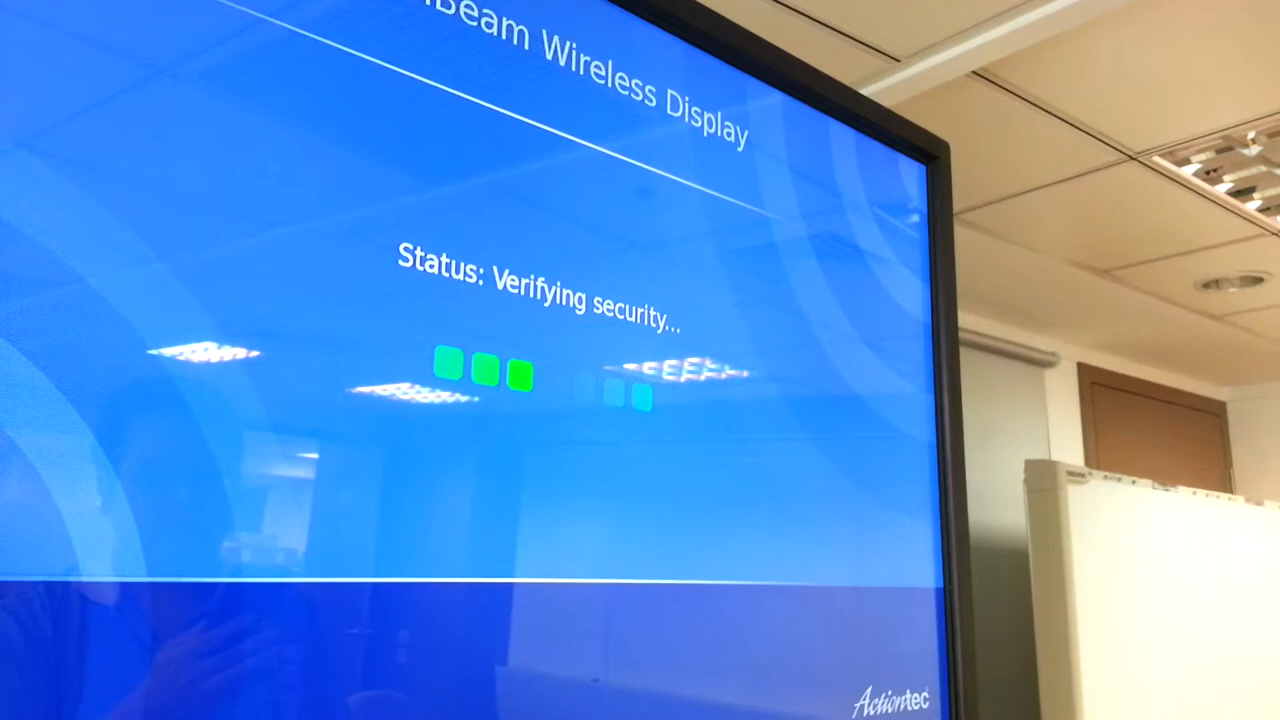 Beam Wireless Display
Status: Verifying security...
Actiontec